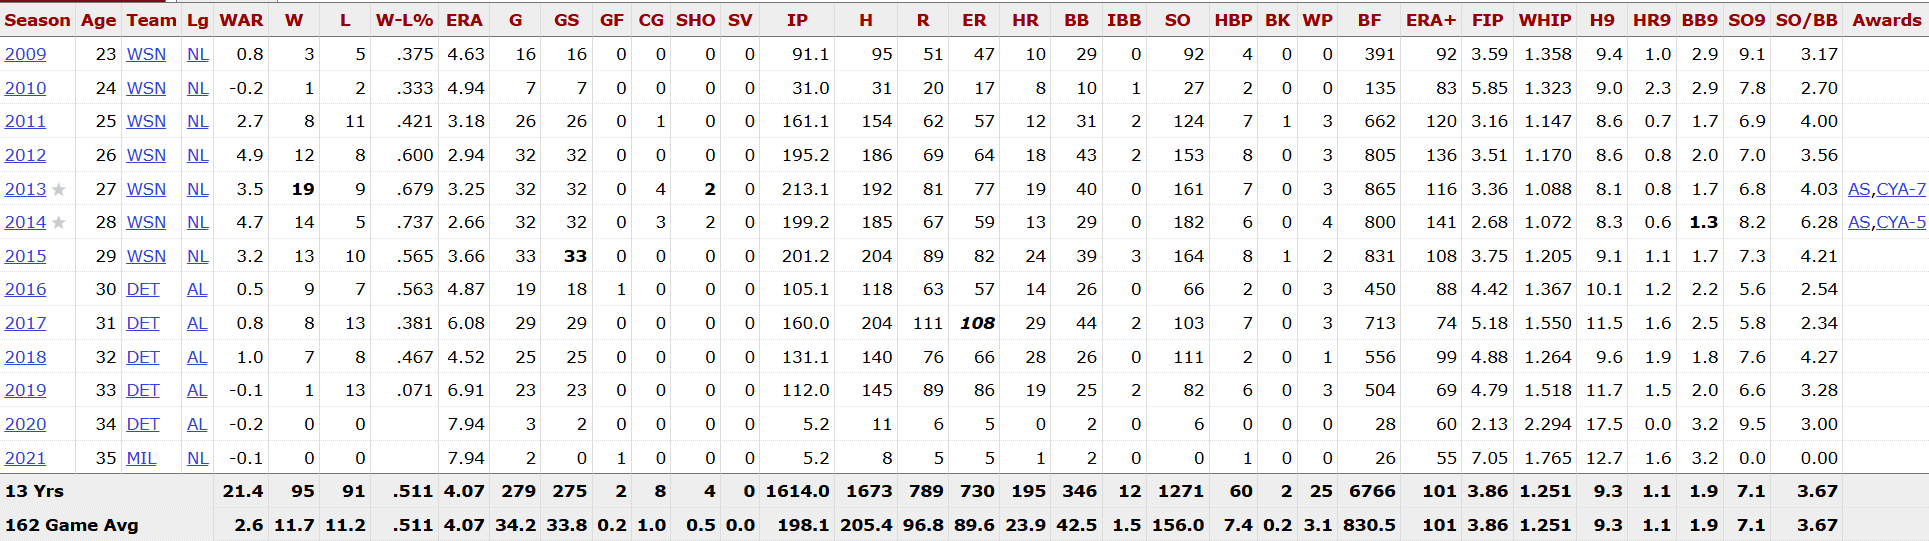 Season Age Team Lg WAR W L W-L% ERA G GS GF CG SHO SV IP H R ER HR BB IBB SO HBP BK WP BF ERA+ FIP WHIP H9 HR9 BB9 SO9 SO/BB Awards
2009 23 WSN NL 0.8 3 5 .375 4.63 16 16 0 0 0 0 91.1 95 51 47 10 29 0 92 4 0 0 391 92 3.59 1.358 9.4 1.0 2.9 9.1 3.17
2010 24 WSN NL -0.2 1 2 .333 4.94 7 7 0 0 0 0 31.0 31 20 17 8 10 1 27 2 0 0 135 83 5.85 1.323 9.0 2.3 2.9 7.8 2.70
2011 25 WSN NL 2.7 8 11 .421 3.18 26 26 0 1 0 0 161.1 154 62 57 12 31 2 124 7 1 3 662 120 3.16 1.147 8.6 0.7 1.7 6.9 4.00
2012 26 WSN NL 4.9 12 8 .600 2.94 32 32 0 0 0 0 195.2 186 69 64 18 43 2 153 8 0 3 805 136 3.51 1.170 8.6 0.8 2.0 7.0 3.56
2013 ★ 27 WSN NL 3.5 19 9 .679 3.25 32 32 0 4 2 0 213.1 192 81 77 19 40 0 161 7 0 3 865 116 3.36 1.088 8.1 0.8 1.7 6.8 4.03 AS,CYA-7
2014 ★ 28 WSN NL 4.7 14 5 .737 2.66 32 32 0 3 2 0 199.2 185 67 59 13 29 0 182 6 0 4 800 141 2.68 1.072 8.3 0.6 1.3 8.2 6.28 AS,CYA-5
2015 29 WSN NL 3.2 13 10 .565 3.66 33 33 0 0 0 0 201.2 204 89 82 24 39 3 164 8 1 2 831 108 3.75 1.205 9.1 1.1 1.7 7.3 4.21
2016 30 DET AL 0.5 9 7 .563 4.87 19 18 1 0 0 0 105.1 118 63 57 14 26 0 66 2 0 3 450 88 4.42 1.367 10.1 1.2 2.2 5.6 2.54
2017 31 DET AL 0.8 8 13 .381 6.08 29 29 0 0 0 0 160.0 204 111 108 29 44 2 103 7 0 3 713 74 5.18 1.550 11.5 1.6 2.5 5.8 2.34
2018 32 DET AL 1.0 7 8 .467 4.52 25 25 0 0 0 0 131.1 140 76 66 28 26 0 111 2 0 1 556 99 4.88 1.264 9.6 1.9 1.8 7.6 4.27
2019 33 DET AL -0.1 1 13 .071 6.91 23 23 0 0 0 0 112.0 145 89 86 19 25 2 82 6 0 3 504 69 4.79 1.518 11.7 1.5 2.0 6.6 3.28
2020 34 DET AL -0.2 0 0 7.94 3 2 0 0 0 0 5.2 11 6 5 0 2 0 6 0 0 0 28 60 2.13 2.294 17.5 0.0 3.2 9.5 3.00
2021 35 MIL NL -0.1 0 0 7.94 2 0 1 0 0 0 5.2 8 5 5 1 2 0 0 1 0 0 26 55 7.05 1.765 12.7 1.6 3.2 0.0 0.00
13 Yrs 21.4 95 91 .511 4.07 279 275 2 8 4 0 1614.0 1673 789 730 195 346 12 1271 60 2 25 6766 101 3.86 1.251 9.3 1.1 1.9 7.1 3.67
162 Game Avg 2.6 11.7 11.2 .511 4.07 34.2 33.8 0.2 1.0 0.5 0.0 198.1 205.4 96.8 89.6 23.9 42.5 1.5 156.0 7.4 0.2 3.1 830.5 101 3.86 1.251 9.3 1.1 1.9 7.1 3.67